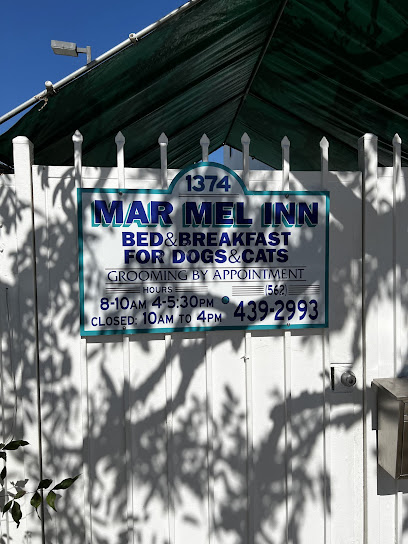 1374
MAR MEL INN
BED&BREAKFAST
FOR DOGS&CATS
GROOMING BY APPOINTMENT
HOURS
8-10AM 4-5:30PM
CLOSED: 10AM TO 4PM
(562)
439-2993